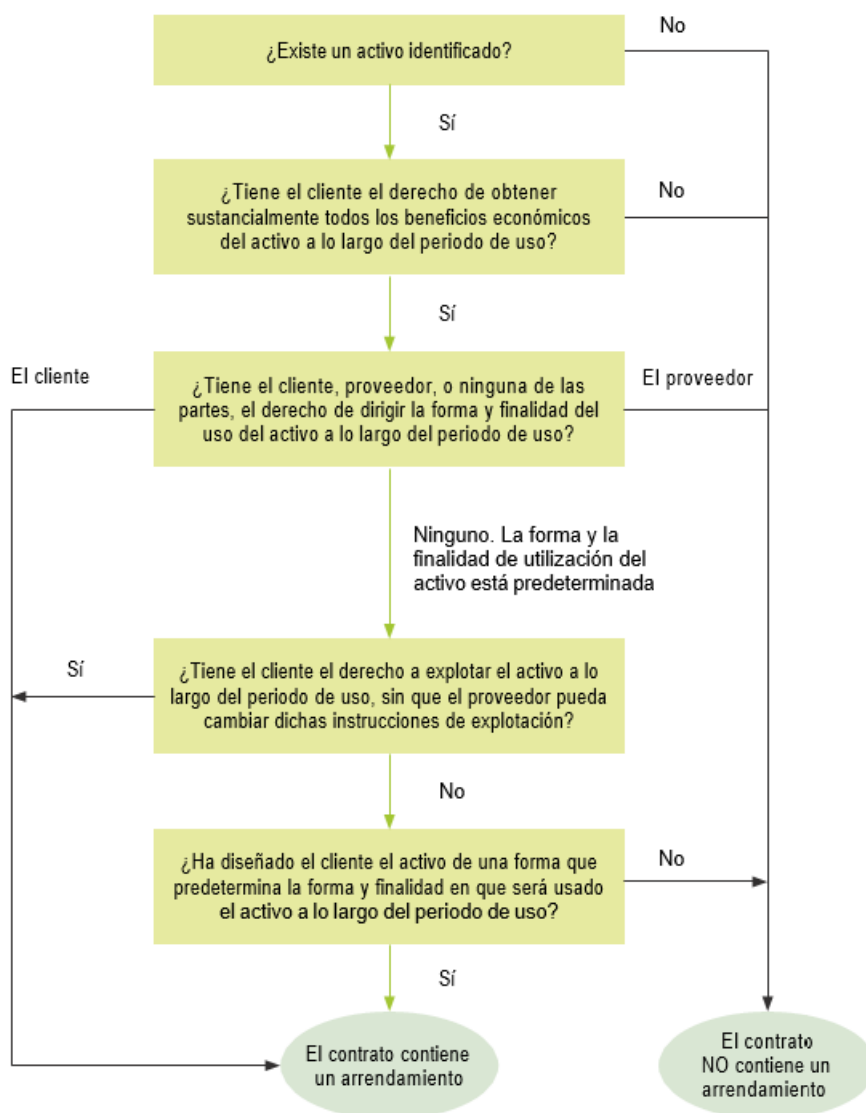 ¿Existe un activo identificado?
No
Sí
¿Tiene el cliente el derecho de obtener
sustancialmente todos los beneficios económicos
del activo a lo largo del periodo de uso?
No
Sí
El cliente
¿Tiene el cliente, proveedor, o ninguna de las
partes, el derecho de dirigir la forma y finalidad del
uso del activo a lo largo del periodo de uso?
El proveedor
Ninguno. La forma y la
finalidad de utilización del
activo está predeterminada
Sí
¿Tiene el cliente el derecho a explotar el activo a lo
largo del periodo de uso, sin que el proveedor pueda
cambiar dichas instrucciones de explotación?
No
¿Ha diseñado el cliente el activo de una forma que
predetermina la forma y finalidad en que será usado
el activo a lo largo del periodo de uso?
No
Sí
El contrato contiene
un arrendamiento
El contrato
NO contiene un
arrendamiento